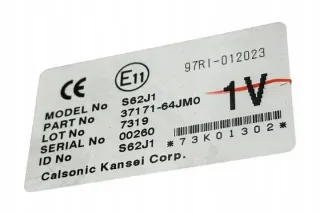 CE E11 97RI-012023
MODEL No S62J1
PART No 37171-64JM0
LOT No 7319
SERIAL No 00260
ID No S62J1
1V
*73K01302*
Calsonic Kansei Corp.